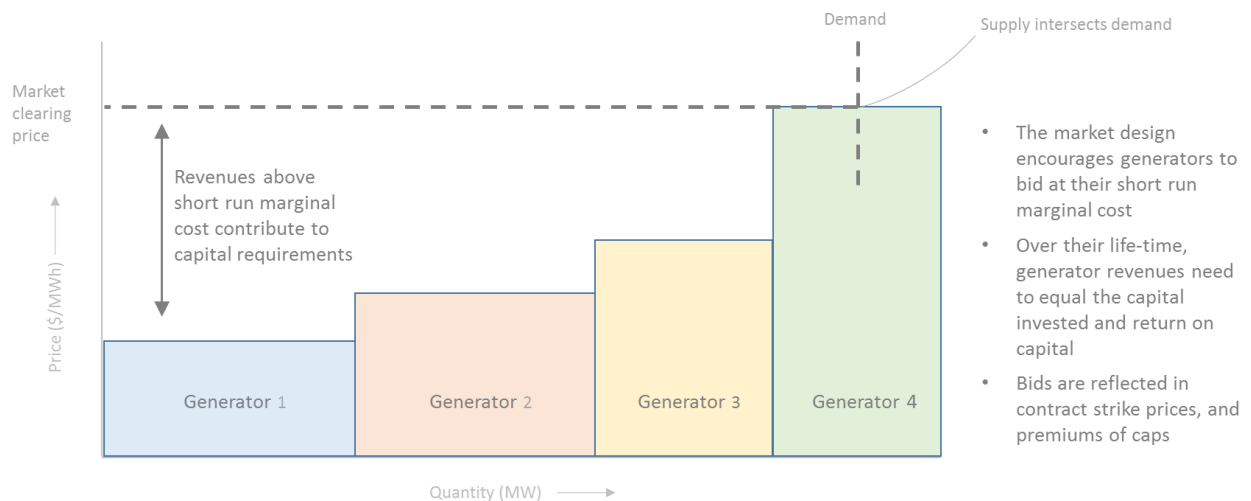 Demand
Supply intersects demand
Market
clearing
price
Revenues above
short run marginal
cost contribute to
capital requirements
Price ($/MWh)
Generator 1
Generator 2
Generator 3
Generator 4
Quantity (MW)
• The market design
encourages generators to
bid at their short run
marginal cost
• Over their life-time,
generator revenues need
to equal the capital
invested and return on
capital
• Bids are reflected in
contract strike prices, and
premiums of caps